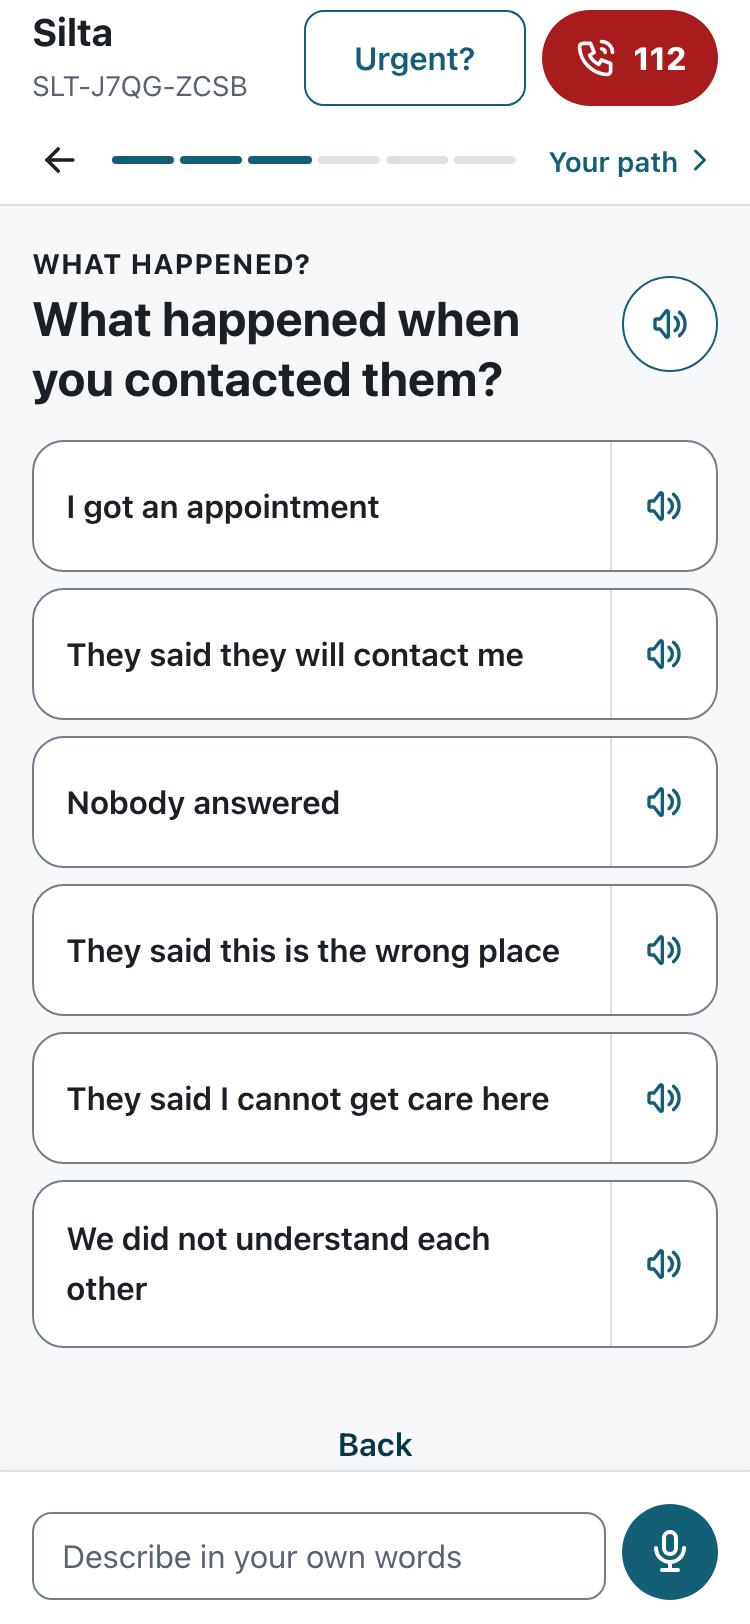 Silta
SLT-J7QG-ZCSB
Urgent?
112
Your path
WHAT HAPPENED?
What happened when
you contacted them?
I got an appointment
They said they will contact me
Nobody answered
They said this is the wrong place
They said I cannot get care here
We did not understand each
other
Back
Describe in your own words